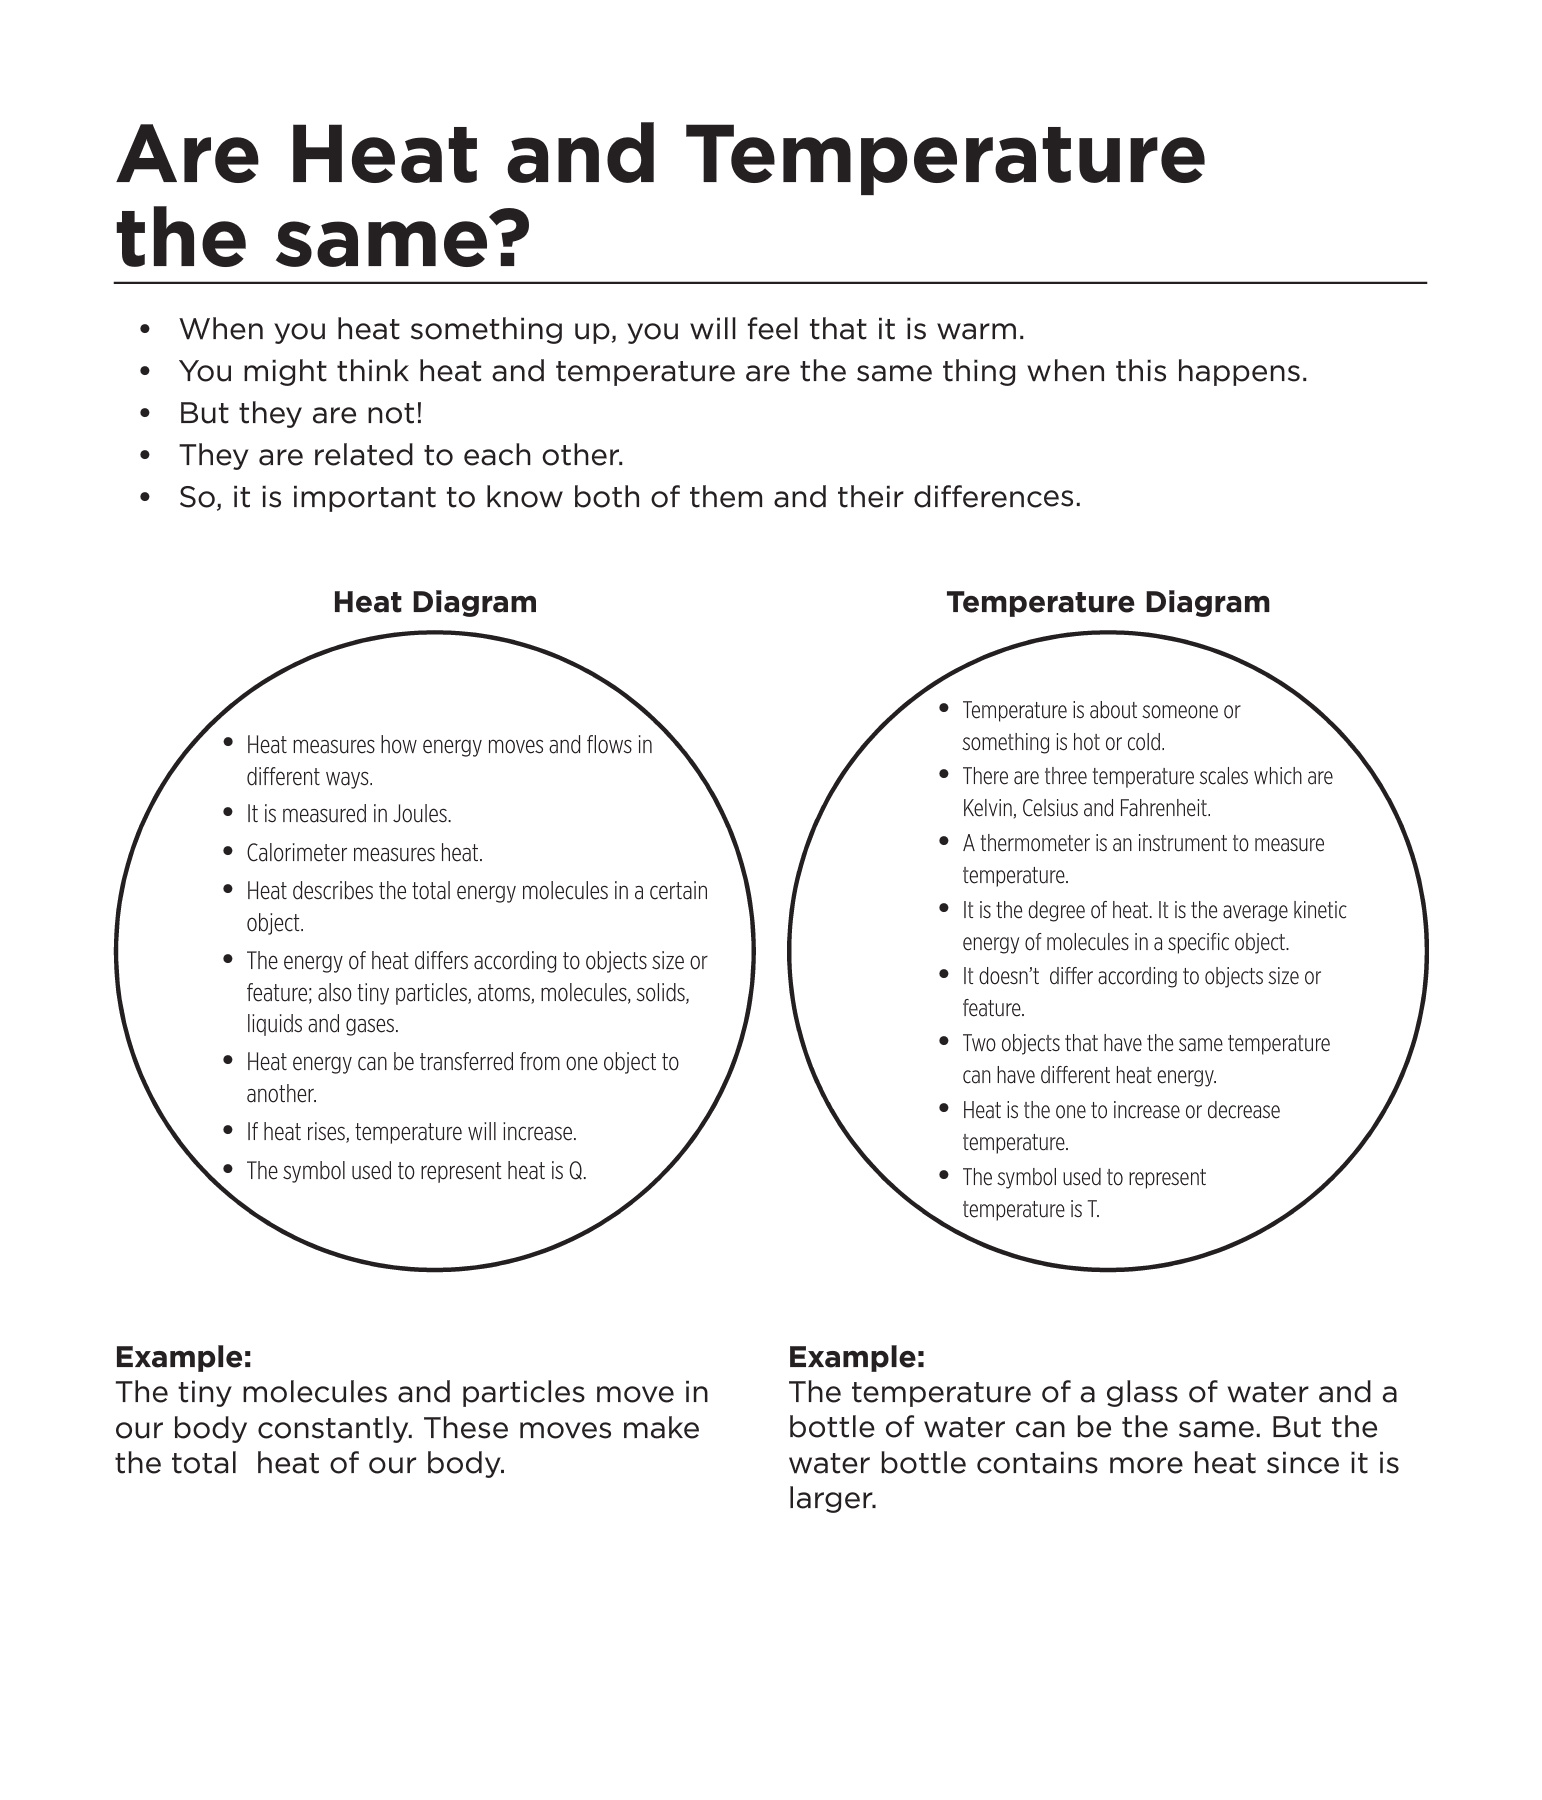 Are Heat and Temperature
the same?
• When you heat something up, you will feel that it is warm.
• You might think heat and temperature are the same thing when this happens.
• But they are not!
• They are related to each other.
• So, it is important to know both of them and their differences.
Heat Diagram
• Heat measures how energy moves and flows in
different ways.
• It is measured in Joules.
• Calorimeter measures heat.
• Heat describes the total energy molecules in a certain
object.
• The energy of heat differs according to objects size or
feature; also tiny particles, atoms, molecules, solids,
liquids and gases.
• Heat energy can be transferred from one object to
another.
• If heat rises, temperature will increase.
• The symbol used to represent heat is Q.
Temperature Diagram
• Temperature is about someone or
something is hot or cold.
• There are three temperature scales which are
Kelvin, Celsius and Fahrenheit.
• A thermometer is an instrument to measure
temperature.
• It is the degree of heat. It is the average kinetic
energy of molecules in a specific object.
• It doesn’t  differ according to objects size or
feature.
• Two objects that have the same temperature
can have different heat energy.
• Heat is the one to increase or decrease
temperature.
• The symbol used to represent
temperature is T.
Example:
The tiny molecules and particles move in
our body constantly. These moves make
the total  heat of our body.
Example:
The temperature of a glass of water and a
bottle of water can be the same. But the
water bottle contains more heat since it is
larger.